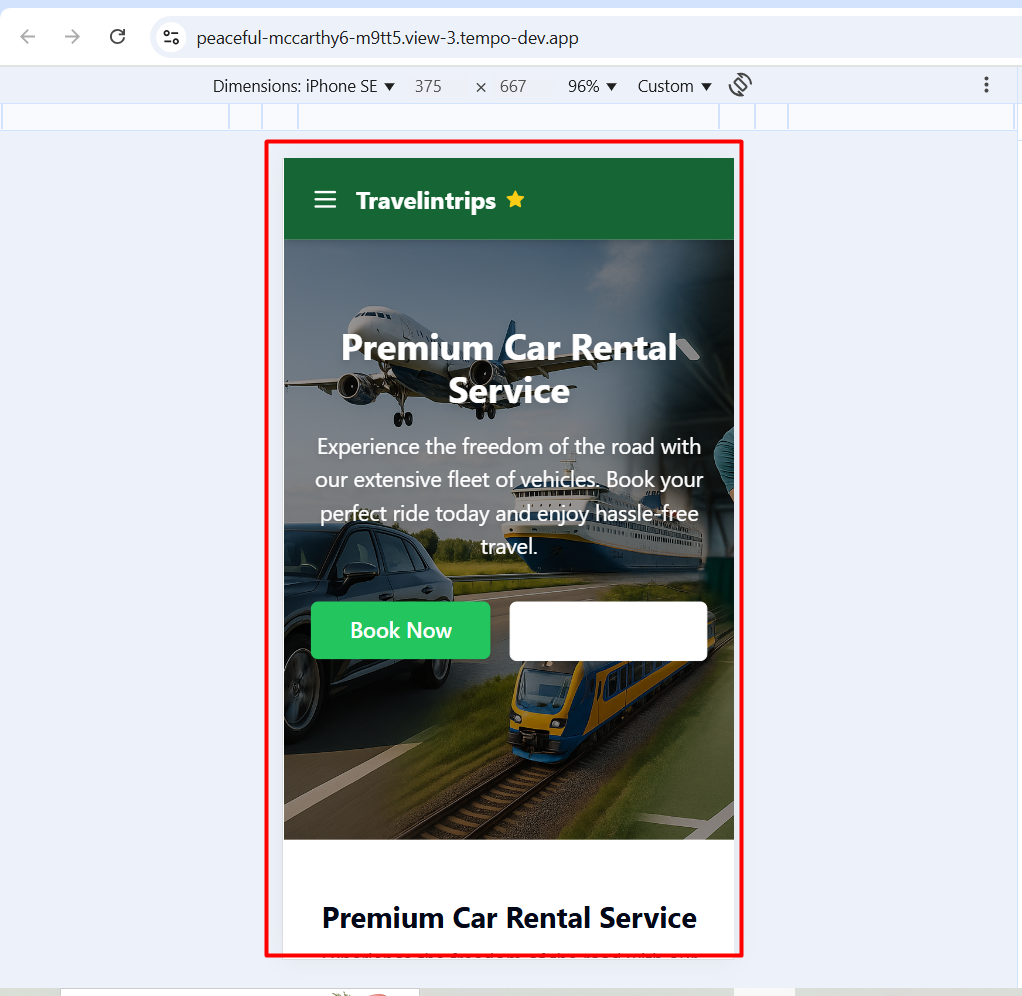 peaceful-mccarthy6-m9tt5.view-3.tempo-dev.app
Dimensions: iPhone SE 375 × 667 96% Custom
Travelintrips
Premium Car Rental
Service
Experience the freedom of the road with
our extensive fleet of vehicles. Book your
perfect ride today and enjoy hassle-free
travel.
Book Now
Premium Car Rental Service